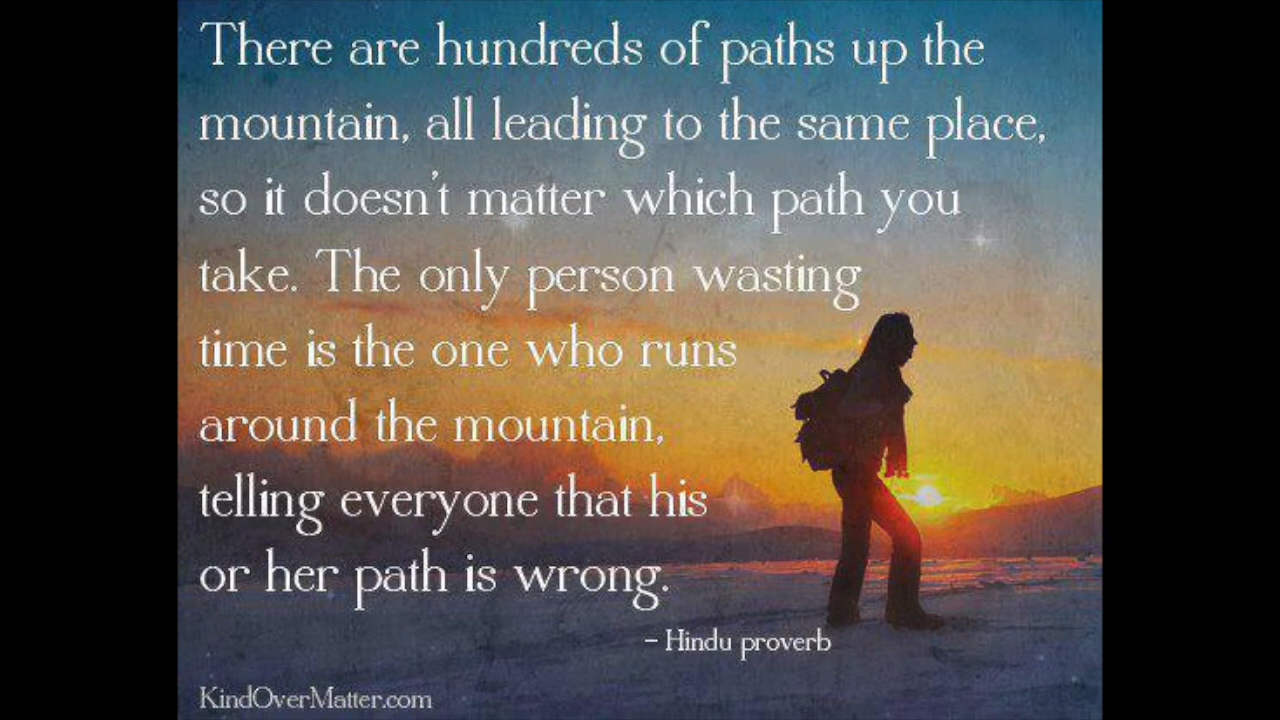 There are hundreds of paths up the
mountain, all leading to the same place,
so it doesn't matter which path you
take. The only person wasting
time is the one who runs
around the mountain,
telling everyone that his
or her path is wrong.
- Hindu proverb
KindOverMatter.com